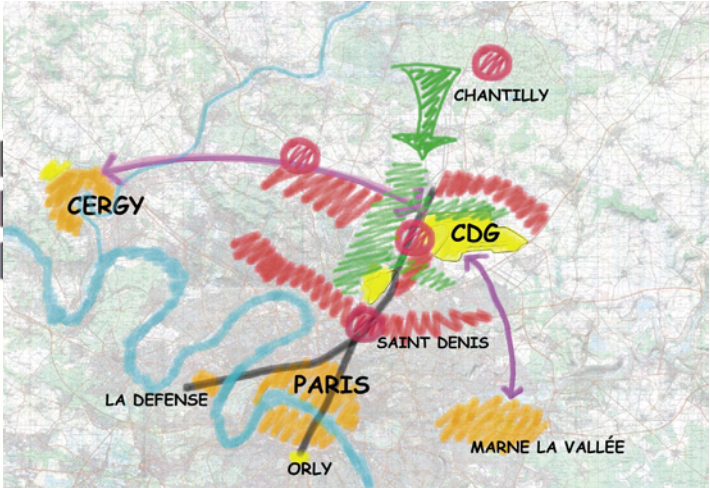 CHANTILLY
CERGY
CDG
SAINT DENIS
PARIS
LA DEFENSE
MARNE LA VALLÉE
ORLY